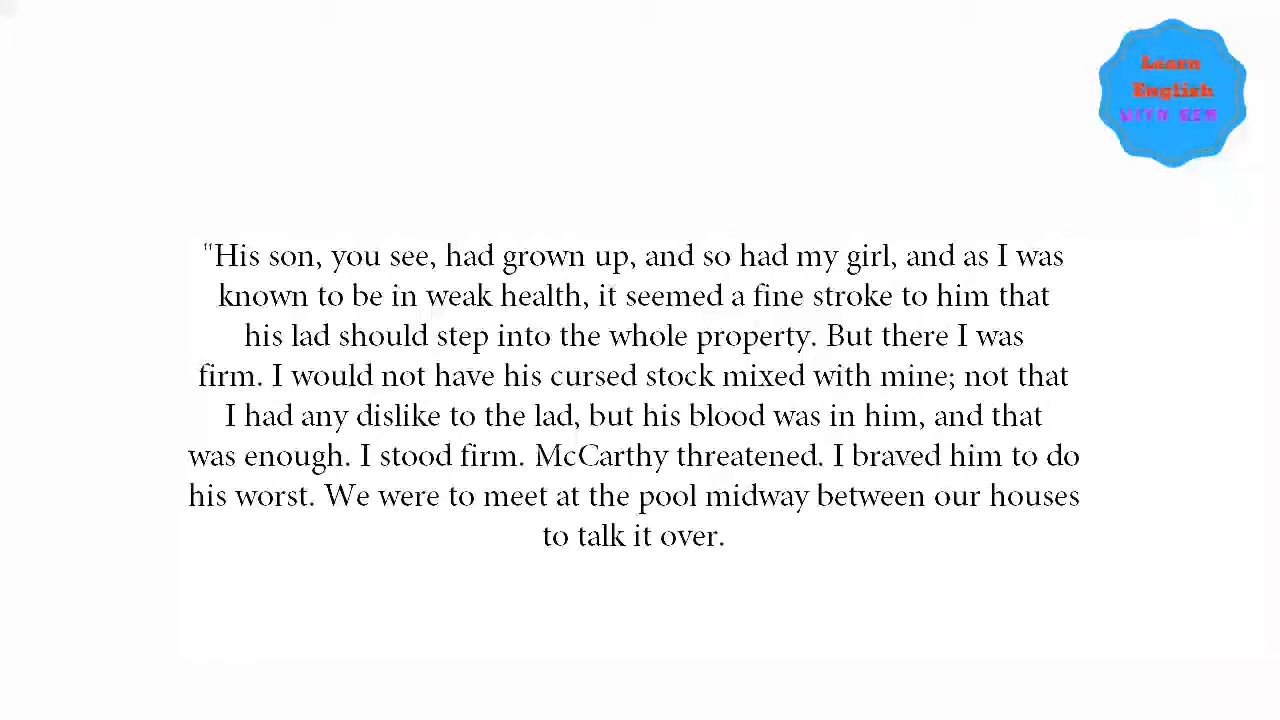 Learn
English
WITH GEN
"His son, you see, had grown up, and so had my girl, and as I was
known to be in weak health, it seemed a fine stroke to him that
his lad should step into the whole property. But there I was
firm. I would not have his cursed stock mixed with mine; not that
I had any dislike to the lad, but his blood was in him, and that
was enough. I stood firm. McCarthy threatened. I braved him to do
his worst. We were to meet at the pool midway between our houses
to talk it over.